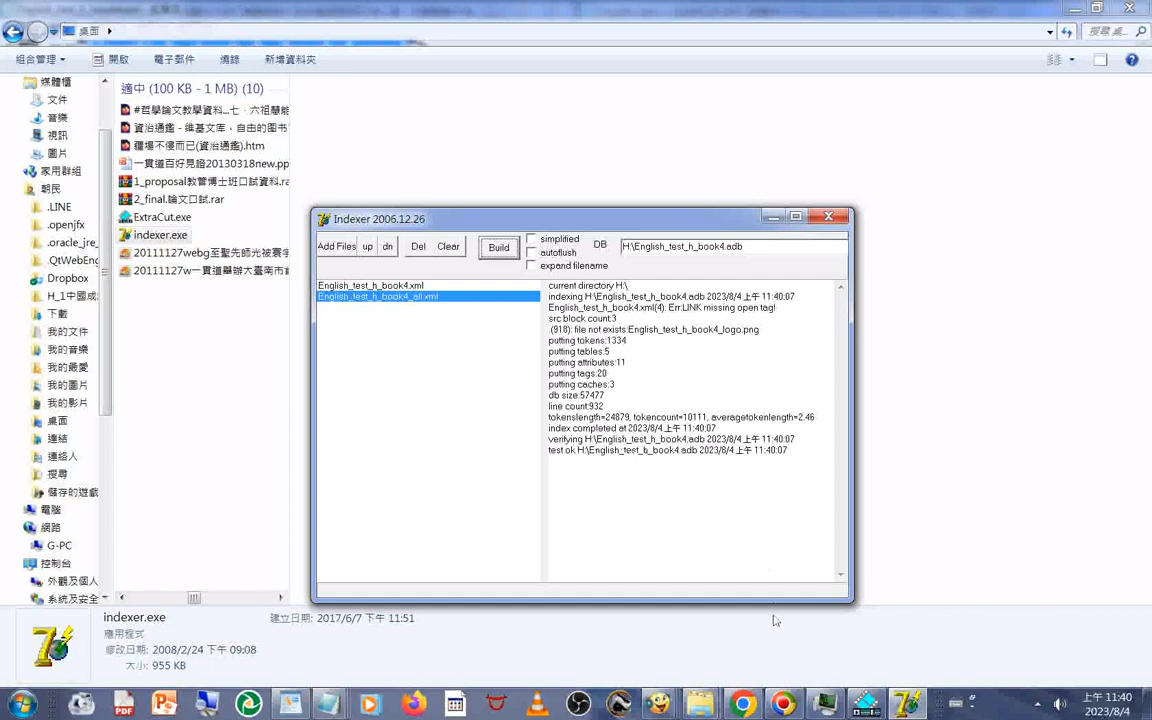 桌面
搜尋 桌...
組合管理
開啟
電子郵件
燒錄
新增資料夾
媒體櫃
文件
音樂
視訊
圖片
家用群組
朝民
.LINE
.openjfx
.oracle_jre_
.QtWebEng
Dropbox
H_1中國成
下載
我的文件
我的音樂
我的最愛
我的圖片
我的影片
桌面
連結
連絡人
搜尋
儲存的遊戲
電腦
網路
G-PC
控制台
外觀及個人
系統及安全
適中 (100 KB - 1 MB) (10)
#哲學論文教學資料_七、六祖慧能
資治通鑑 - 維基文库，自由的图书
疆場不侵而已(資治通鑑).htm
一貫道百好見證20130318new.pp
1_proposal教管博士班口試資料.ra
2_final.論文口試.rar
ExtraCut.exe
indexer.exe
20111127webg至聖先師光被寰宇
20111127w一貫道舉辦大臺南市首
Indexer 2006.12.26
Add Files
up
dn
Del
Clear
Build
simplified
autoflush
expand filename
DB
H:\English_test_h_book4.adb
English_test_h_book4.xml
English_test_h_book4_all.xml
current directory H:\
indexing H:\English_test_h_book4.adb 2023/8/4 上午 11:40:07
English_test_h_book4.xml(4): Err:LINK missing open tag!
src block count:3
.(918): file not exists:English_test_h_book4_logo.png
putting tokens:1334
putting tables:5
putting attributes:11
putting tags:20
putting caches:3
db size:57477
line count:932
tokenslength=24879, tokencount=10111, averagetokenlength=2.46
index completed at 2023/8/4 上午 11:40:07
verifying H:\English_test_h_book4.adb 2023/8/4 上午 11:40:07
test ok H:\English_test_h_book4.adb 2023/8/4 上午 11:40:07
indexer.exe
建立日期: 2017/6/7 下午 11:51
應用程式
修改日期: 2008/2/24 下午 09:08
大小: 955 KB
PDF
上午 11:40
2023/8/4